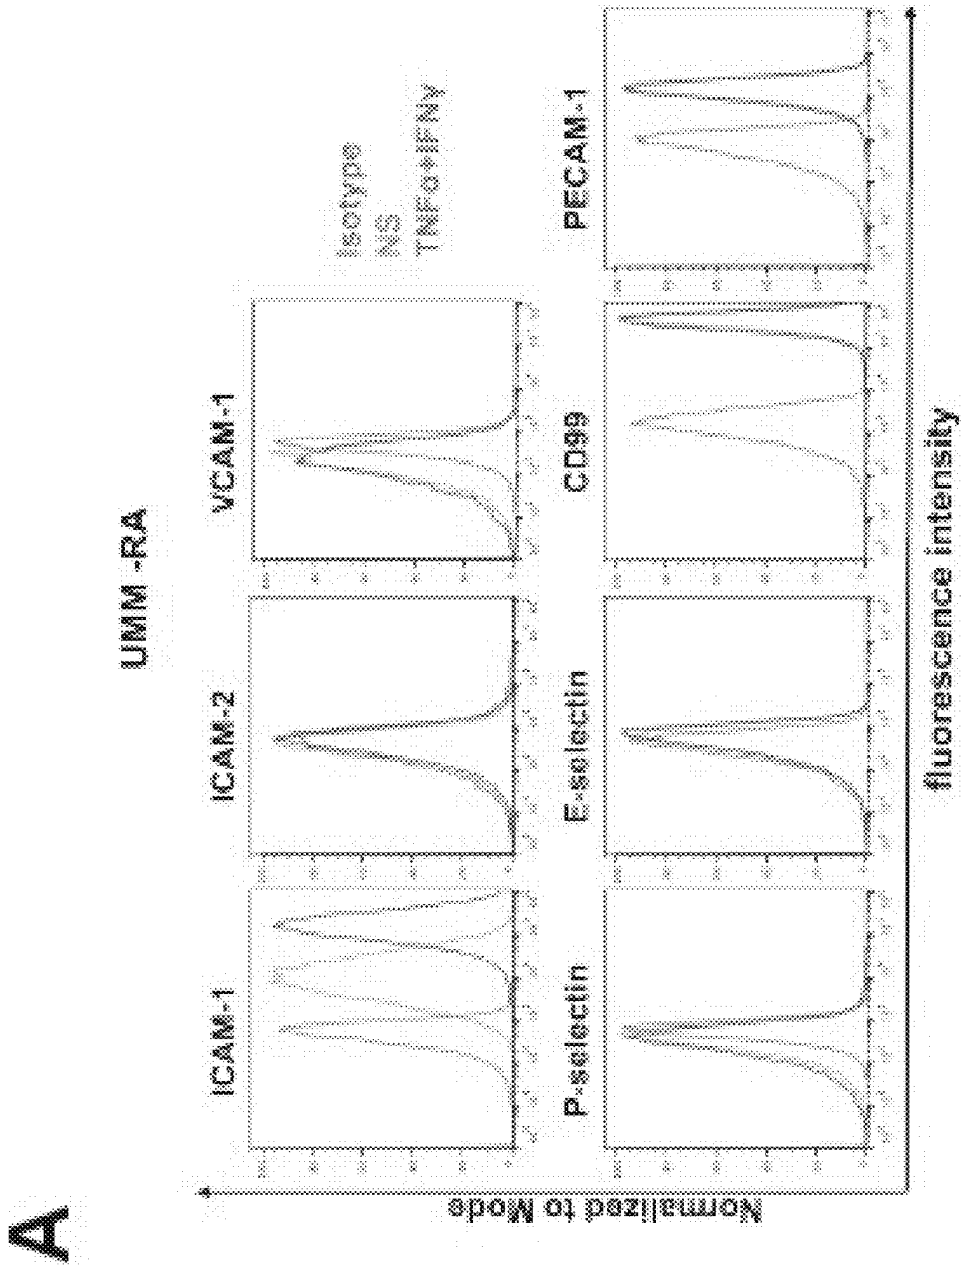 A
UMM -RA
ICAM-1
ICAM-2
VCAM-1
Isotype
NS
TNFα+IFNγ
P-selectin
E-selectin
CD99
PECAM-1
Normalized to Mode
fluorescence intensity